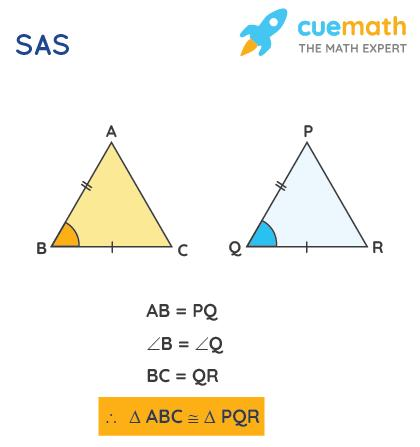 SAS
cuemath
THE MATH EXPERT
A
P
B
C
Q
R
AB = PQ
∠B = ∠Q
BC = QR
∴ Δ ABC ≅ Δ PQR